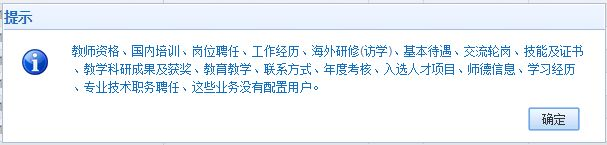 提示
教师资格、国内培训、岗位聘任、工作经历、海外研修(访学)、基本待遇、交流轮岗、技能及证书
、教学科研成果及获奖、教育教学、联系方式、年度考核、入选人才项目、师德信息、学习经历
、专业技术职务聘任、这些业务没有配置用户。
确定